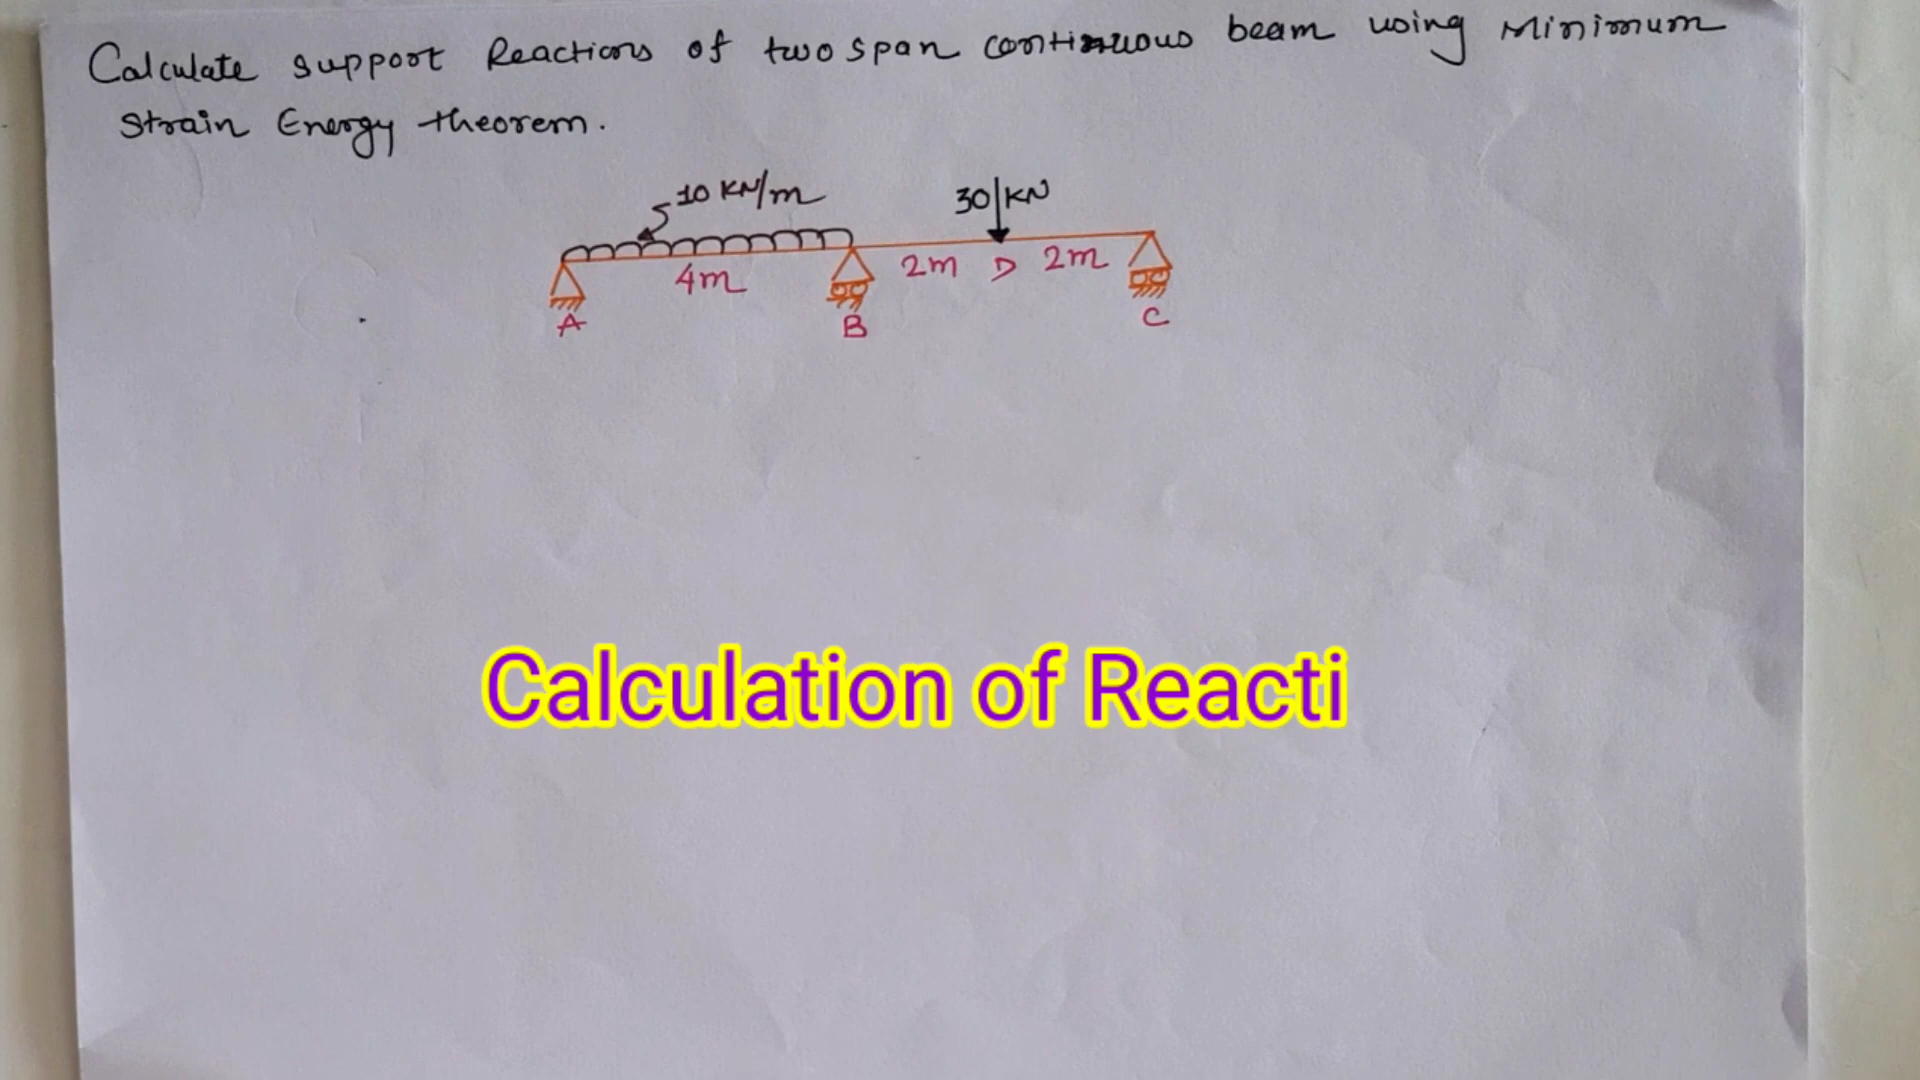 Calculate support Reactions of two span continuous beam using Minimum
Strain Energy theorem.
10 KN/m
30 KN
4m
2m D 2m
A
B
C
Calculation of Reacti